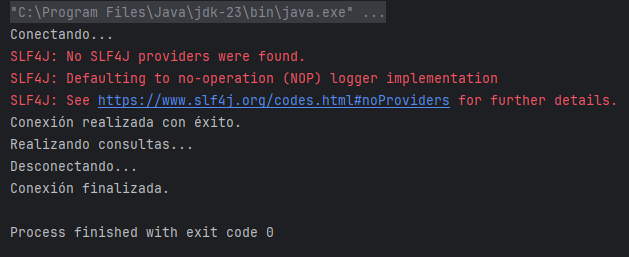 "C:\Program Files\Java\jdk-23\bin\java.exe" ...
Conectando...
SLF4J: No SLF4J providers were found.
SLF4J: Defaulting to no-operation (NOP) logger implementation
SLF4J: See https://www.slf4j.org/codes.html#noProviders for further details.
Conexión realizada con éxito.
Realizando consultas...
Desconectando...
Conexión finalizada.
Process finished with exit code 0